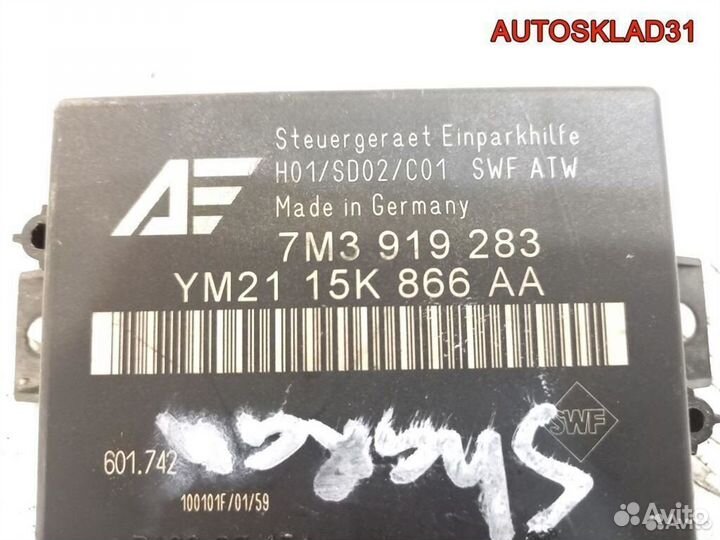 AUTOSKLAD31
Steuergeraet Einparkhilfe
H01/SD02/C01 SWF ATW
Made in Germany
7M3 919 283
YM21 15K 866 AA
SWF
601.742
100101F/01/59
Avito